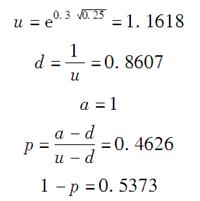 u = e^{0.3 √0.25} = 1.1618
d = 1/u = 0.8607
a = 1
p = (a − d)/(u − d) = 0.4626
1 − p = 0.5373